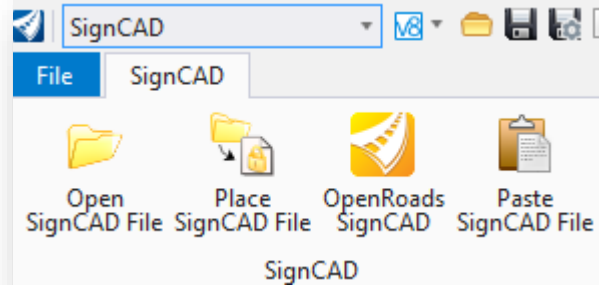 SignCAD
V8
File SignCAD
Open Place OpenRoads Paste
SignCAD File SignCAD File SignCAD SignCAD File
SignCAD